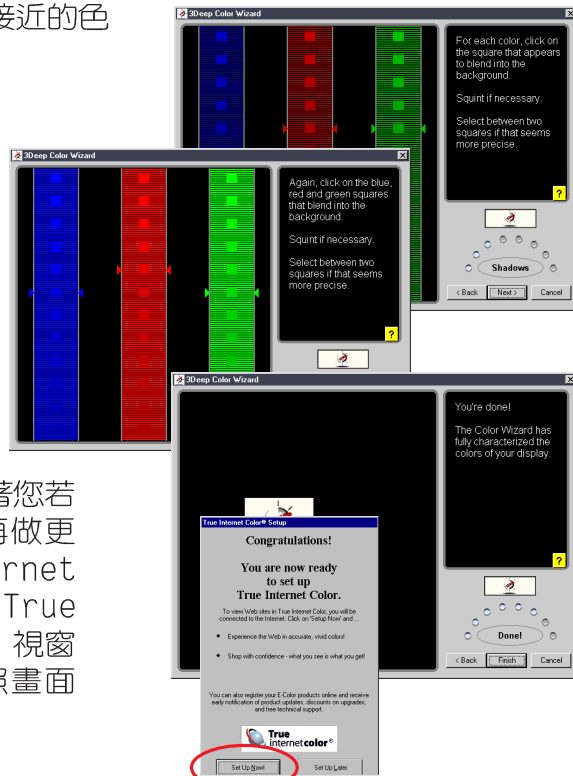 接近的色
3Deep Color Wizard
For each color, click on
the square that appears
to blend into the
background.
Squint if necessary.
Select between two
squares if that seems
more precise.
?
Shadows
< Back Next > Cancel
3Deep Color Wizard
Again, click on the blue,
red and green squares
that blend into the
background.
Squint if necessary.
Select between two
squares if that seems
more precise.
?
3Deep Color Wizard
You're done!
The Color Wizard has
fully characterized the
colors of your display.
?
Done!
< Back Finish Cancel
著您若
再做更
rnet
True
視窗
照畫面
True Internet Color® Setup
Congratulations!
You are now ready
to set up
True Internet Color.
To view Web sites in True Internet Color, you will be
connected to the Internet. Click on 'Setup Now' and ...
Experience the Web in accurate, vivid colors!
Shop with confidence - what you see is what you get!
You can also register your E-Color products online and receive
early notification of product updates, discounts on upgrades,
and free technical support.
True
internetcolor®
Set Up Now! Set Up Later